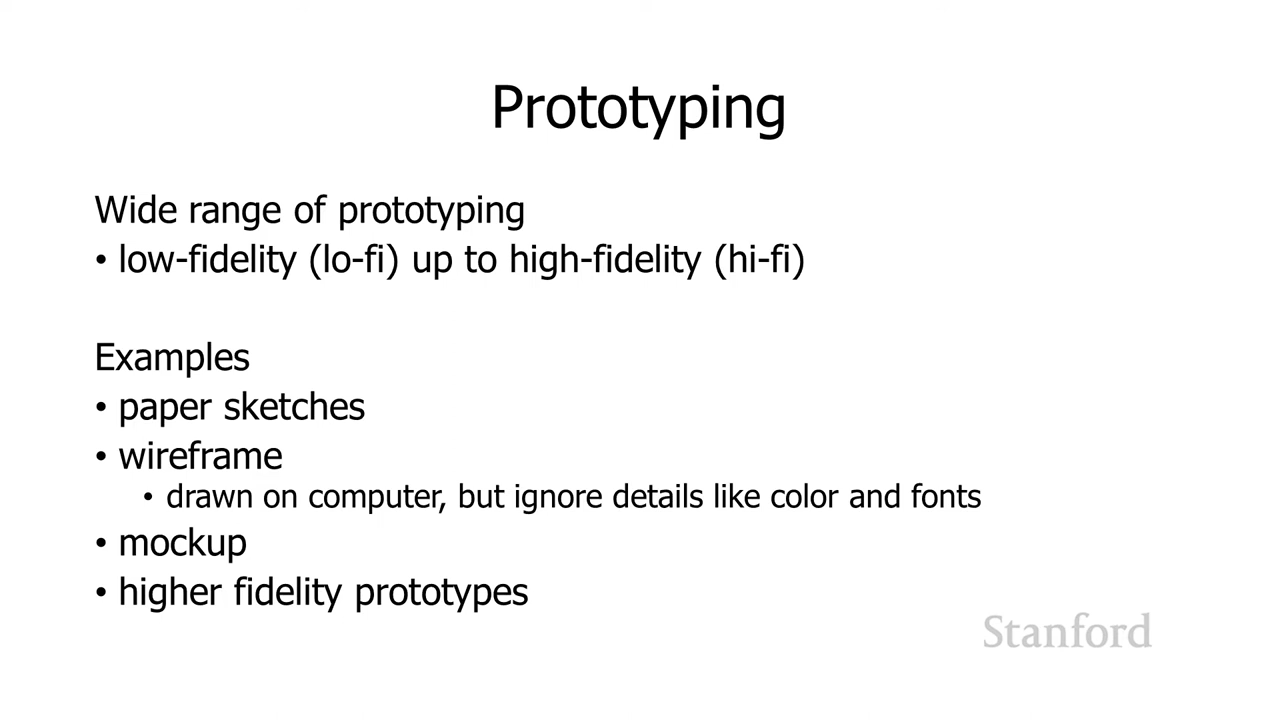 Prototyping
Wide range of prototyping
• low-fidelity (lo-fi) up to high-fidelity (hi-fi)
Examples
• paper sketches
• wireframe
• drawn on computer, but ignore details like color and fonts
• mockup
• higher fidelity prototypes
Stanford